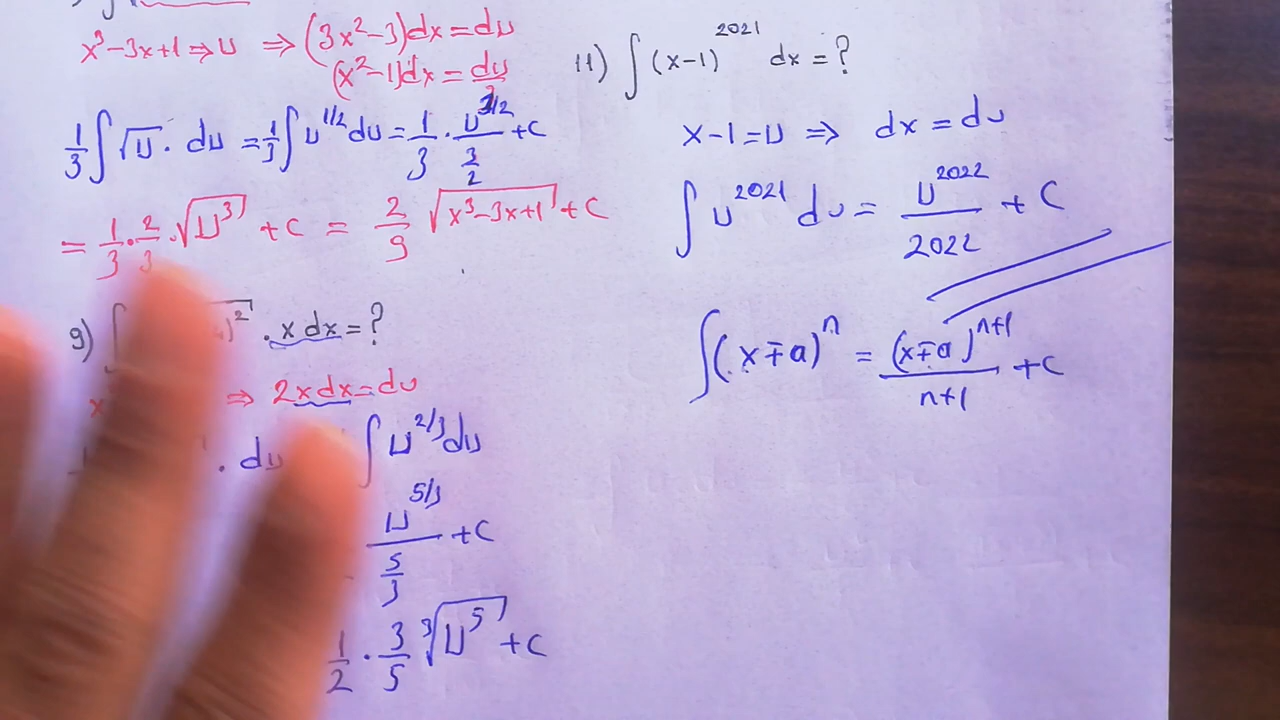 x³-3x+1⇒u ⇒ (3x²-3)dx=du
(x²-1)dx=du/3
1/3∫√u · du =1/3∫u^1/2 du=1/3·u^3/2/(3/2)+c
=1/3·2/3·√u³ +c = 2/9 √x³-3x+1 +c
9) ∫ )² · x dx=?
x ⇒ 2xdx=du
· du ∫u^2/3 du
u^5/3/(5/3) +c
1/2 · 3/5 ³√u⁵ +c
11) ∫(x-1)^2021 dx=?
x-1=u ⇒ dx=du
∫u^2021 du= u^2022/2022 + c
∫(x∓a)^n = (x∓a)^n+1/n+1 +c